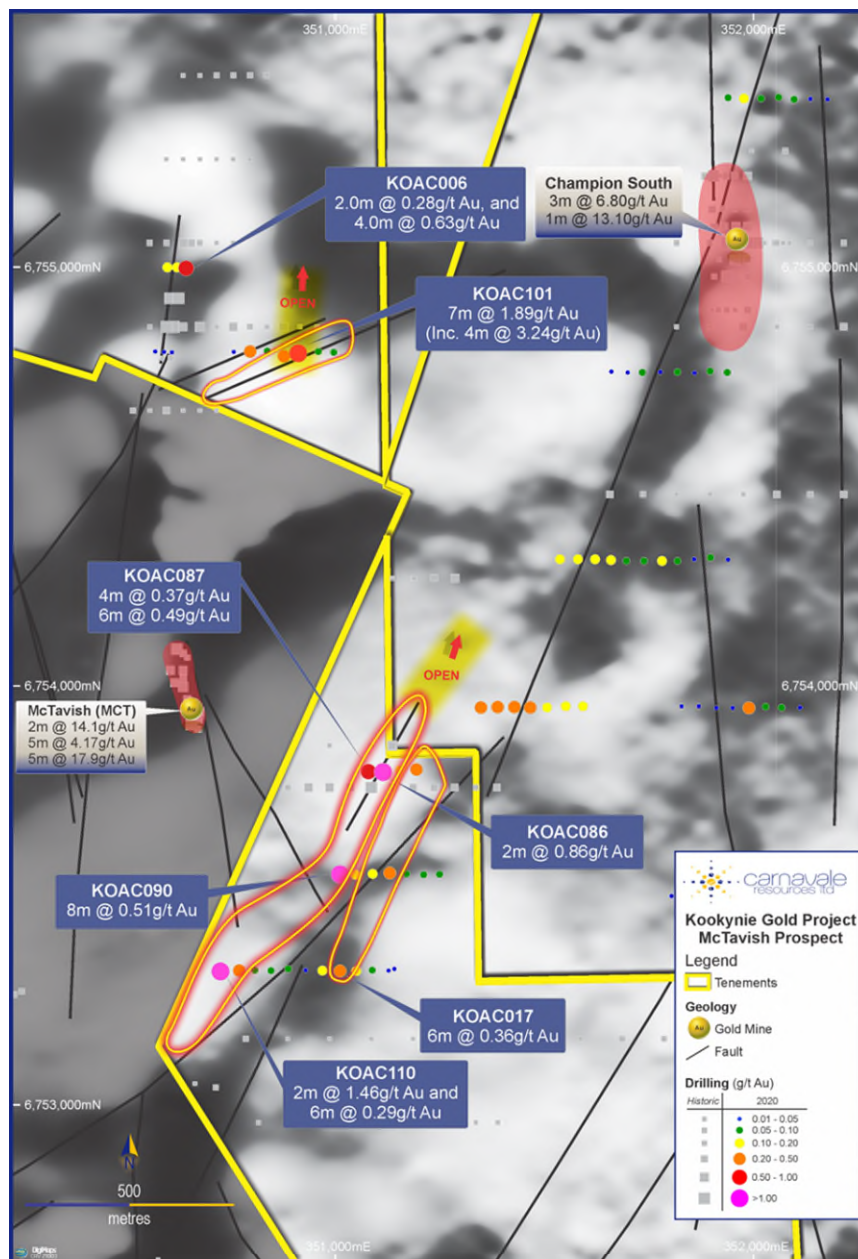 351,000mE
352,000mE
KOAC006
2.0m @ 0.28g/t Au, and
4.0m @ 0.63g/t Au
Champion South
3m @ 6.80g/t Au
1m @ 13.10g/t Au
Au
6,755,000mN
6,755,000mN
OPEN
KOAC101
7m @ 1.89g/t Au
(Inc. 4m @ 3.24g/t Au)
KOAC087
4m @ 0.37g/t Au
6m @ 0.49g/t Au
OPEN
6,754,000mN
6,754,000mN
Au
McTavish (MCT)
2m @ 14.1g/t Au
5m @ 4.17g/t Au
5m @ 17.9g/t Au
KOAC086
2m @ 0.86g/t Au
KOAC090
8m @ 0.51g/t Au
KOAC017
6m @ 0.36g/t Au
KOAC110
2m @ 1.46g/t Au and
6m @ 0.29g/t Au
6,753,000mN
N
500
metres
DigiMaps
351,000mE
352,000mE
carnavale
resources ltd
Kookynie Gold Project
McTavish Prospect
Legend
Tenements
Geology
Au Gold Mine
Fault
Drilling (g/t Au)
Historic 2020
0.01 - 0.05
0.05 - 0.10
0.10 - 0.20
0.20 - 0.50
0.50 - 1.00
>1.00